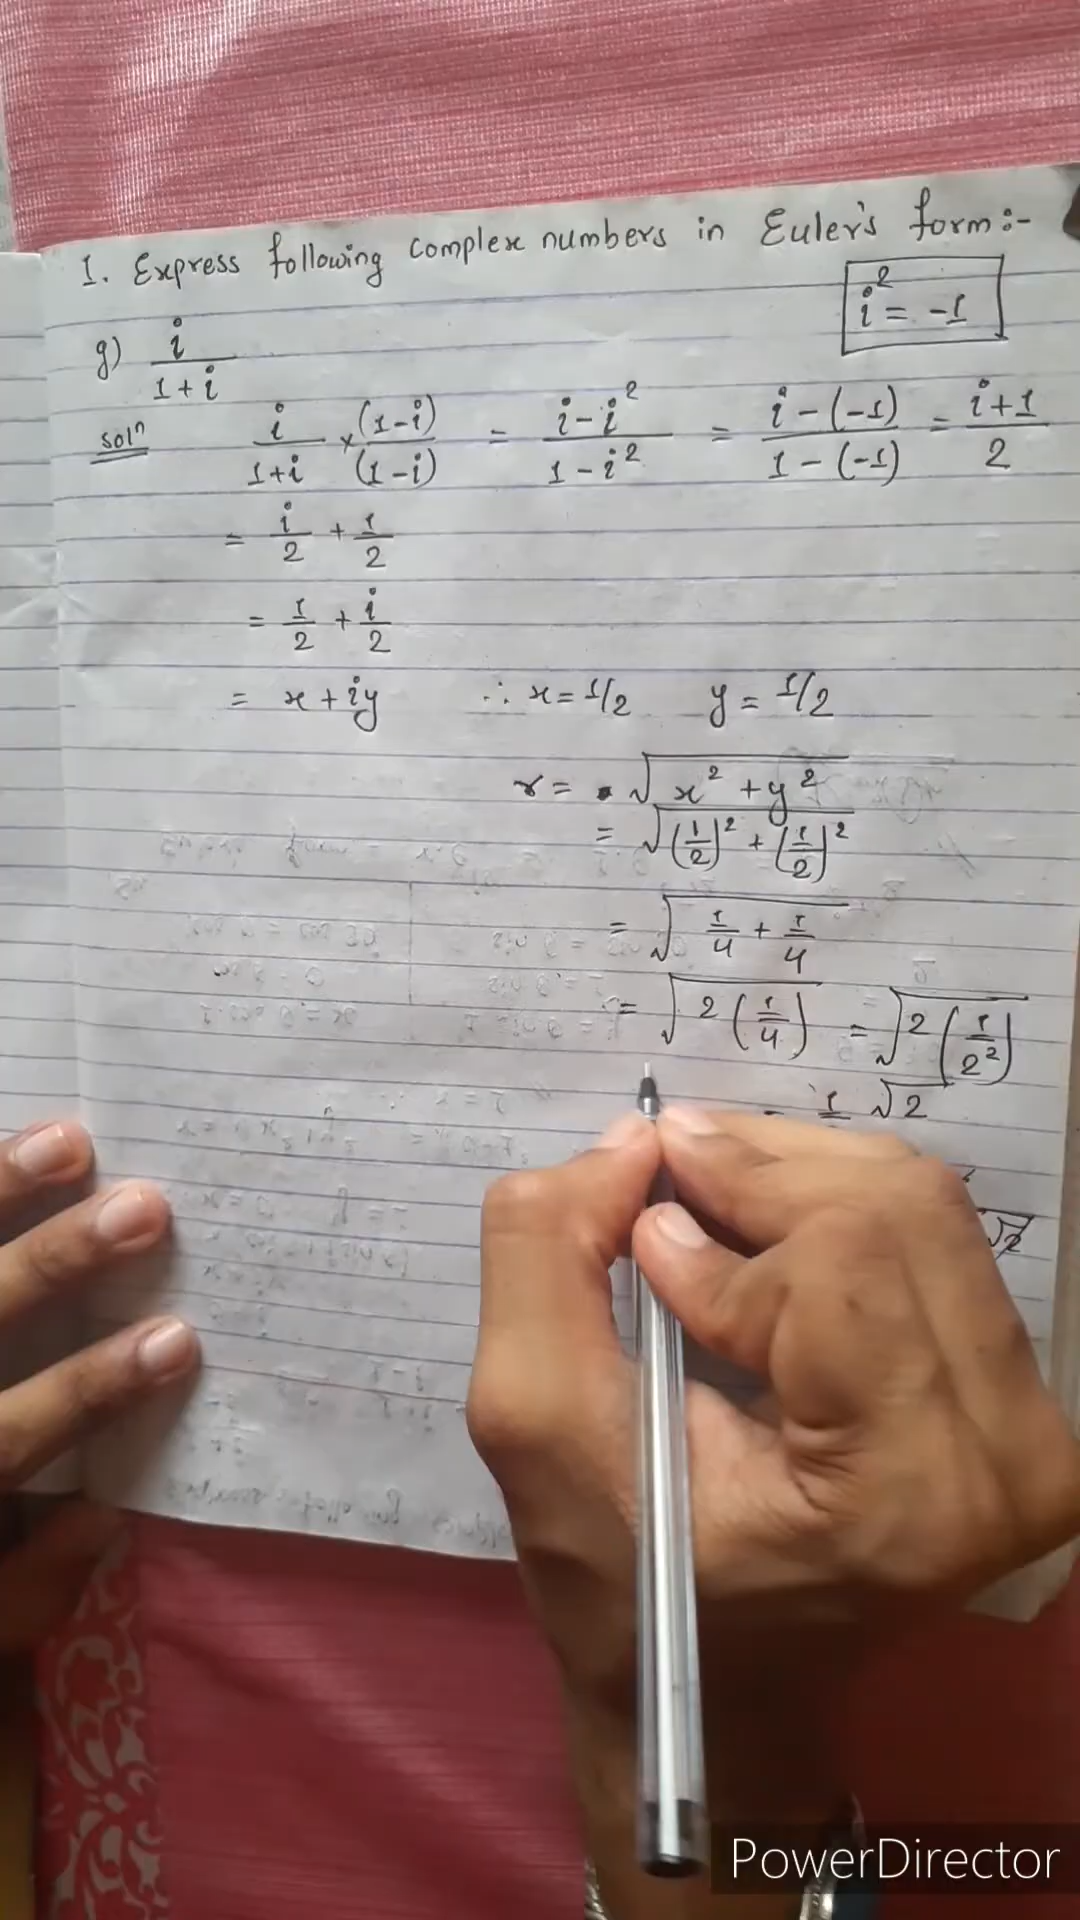 1. Express following complex numbers in Euler's form:-
i² = -1
g) i/(1+i)
solⁿ i/(1+i) × (1-i)/(1-i) = (i-i²)/(1-i²) = (i-(-1))/(1-(-1)) = (i+1)/2
= i/2 + 1/2
= 1/2 + i/2
= x+iy ∴ x=1/2 y=1/2
r = √(x²+y²)
= √((1/2)² + (1/2)²)
= √(1/4 + 1/4)
= √(2(1/4)) = √(2(1/2²))
√2
√2
PowerDirector